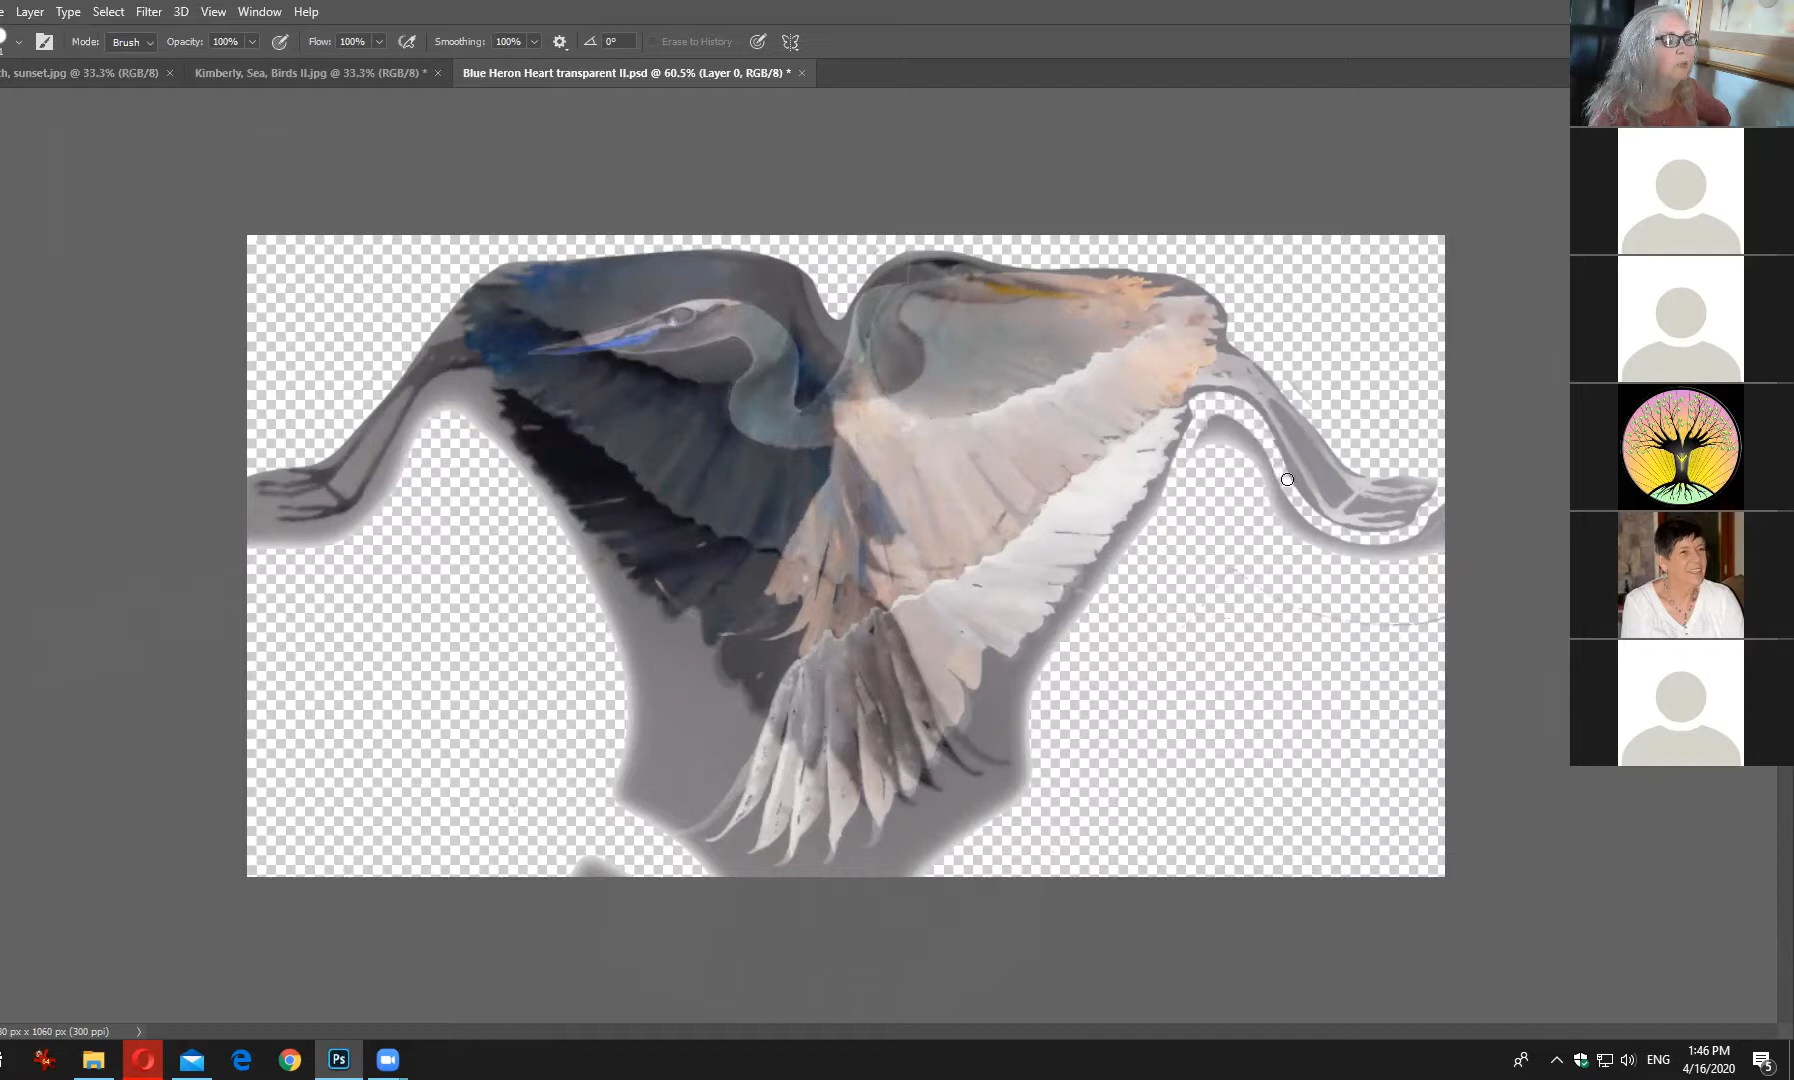 Layer Type Select Filter 3D View Window Help
Mode: Brush Opacity: 100% Flow: 100% Smoothing: 100% 0° Erase to History
sunset.jpg @ 33.3% (RGB/8) × Kimberly, Sea, Birds II.jpg @ 33.3% (RGB/8) * × Blue Heron Heart transparent II.psd @ 60.5% (Layer 0, RGB/8) * ×
px x 1060 px (300 ppi)
64
Ps
ENG
1:46 PM
4/16/2020
5